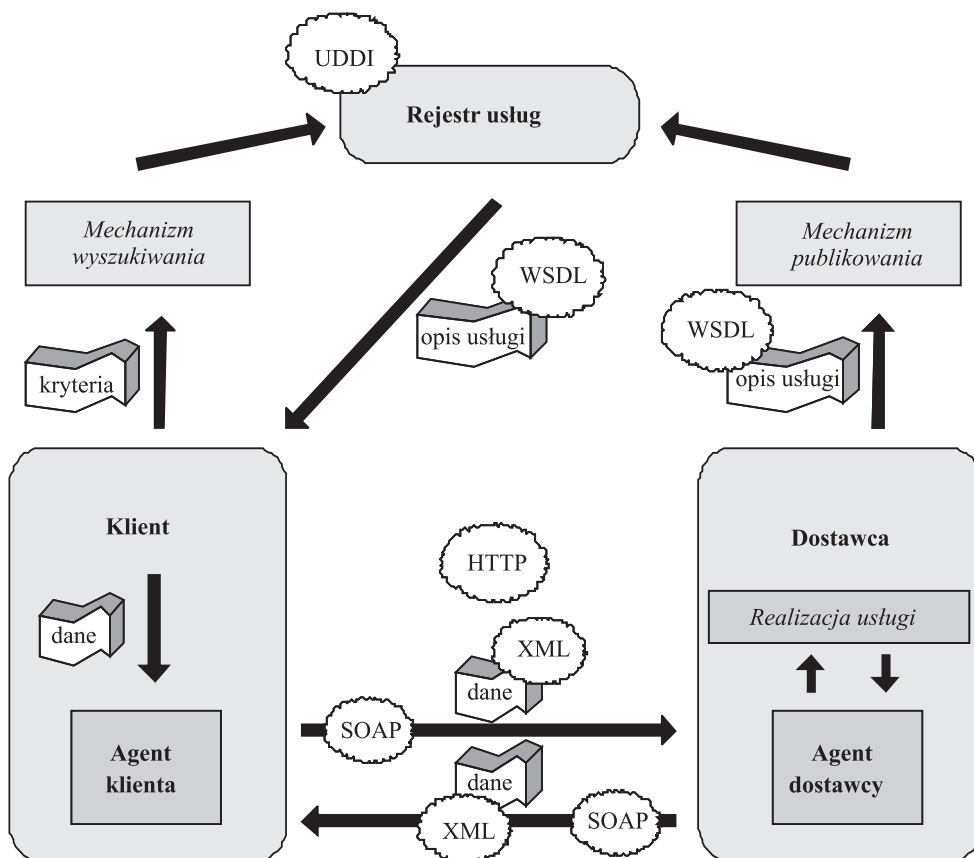 UDDI
Rejestr usług
Mechanizm
wyszukiwania
Mechanizm
publikowania
WSDL
opis usługi
WSDL
opis usługi
kryteria
Klient
Dostawca
HTTP
Realizacja usługi
dane
XML
dane
SOAP
Agent
klienta
Agent
dostawcy
dane
XML
SOAP